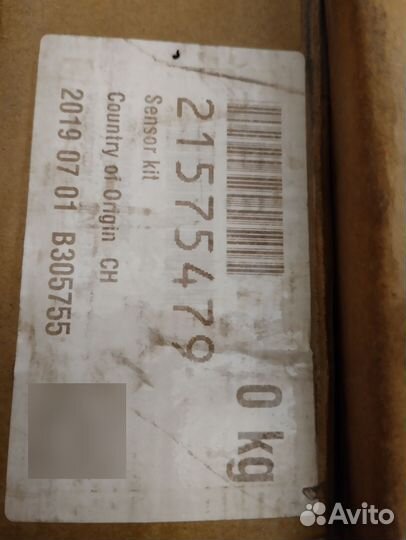 21575479
Sensor kit
0 kg
Country of Origin CH
2019 07 01 B305755
Avito